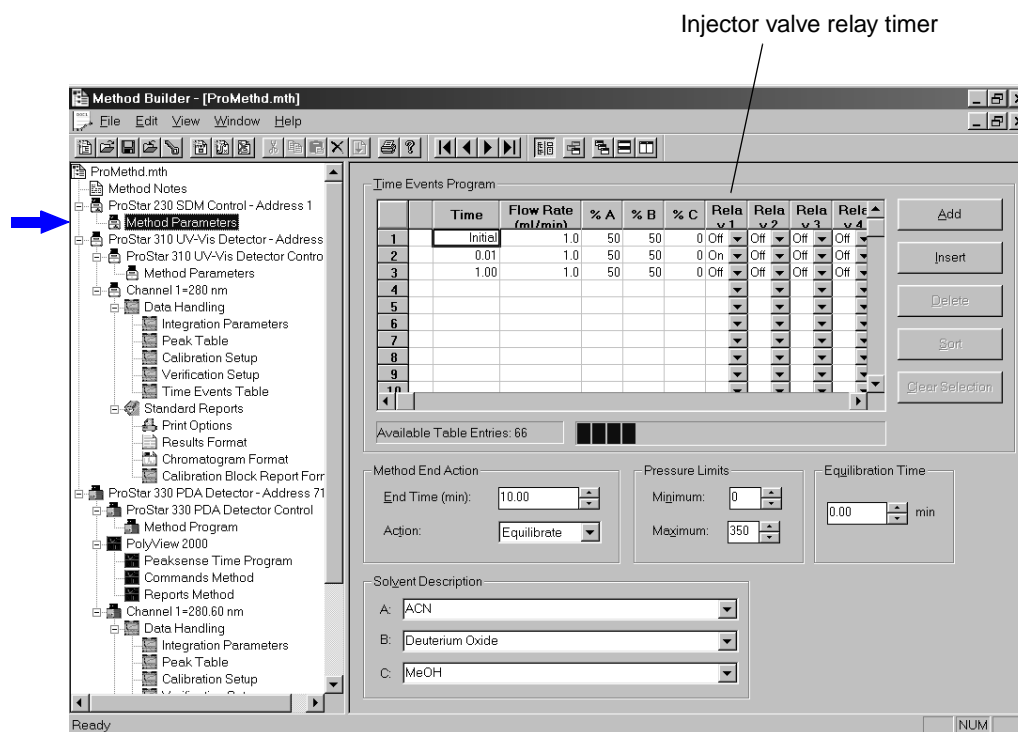 Injector valve relay timer
Method Builder - [ProMethd.mth]
File Edit View Window Help
ProMethd.mth
Method Notes
ProStar 230 SDM Control - Address 1
Method Parameters
ProStar 310 UV-Vis Detector - Address
ProStar 310 UV-Vis Detector Contro
Method Parameters
Channel 1=280 nm
Data Handling
Integration Parameters
Peak Table
Calibration Setup
Verification Setup
Time Events Table
Standard Reports
Print Options
Results Format
Chromatogram Format
Calibration Block Report Forr
ProStar 330 PDA Detector - Address 71
ProStar 330 PDA Detector Control
Method Program
PolyView 2000
Peaksense Time Program
Commands Method
Reports Method
Channel 1=280.60 nm
Data Handling
Integration Parameters
Peak Table
Calibration Setup
Time Events Program
Time Flow Rate (ml/min) % A % B % C Rela y 1 Rela y 2 Rela y 3 Rela y 4
1 Initial 1.0 50 50 0 Off Off Off Off
2 0.01 1.0 50 50 0 On Off Off Off
3 1.00 1.0 50 50 0 Off Off Off Off
4
5
6
7
8
9
10
Add
Insert
Delete
Sort
Clear Selection
Available Table Entries: 66
Method End Action
End Time (min): 10.00
Action: Equilibrate
Pressure Limits
Minimum: 0
Maximum: 350
Equilibration Time
0.00 min
Solvent Description
A: ACN
B: Deuterium Oxide
C: MeOH
Ready NUM